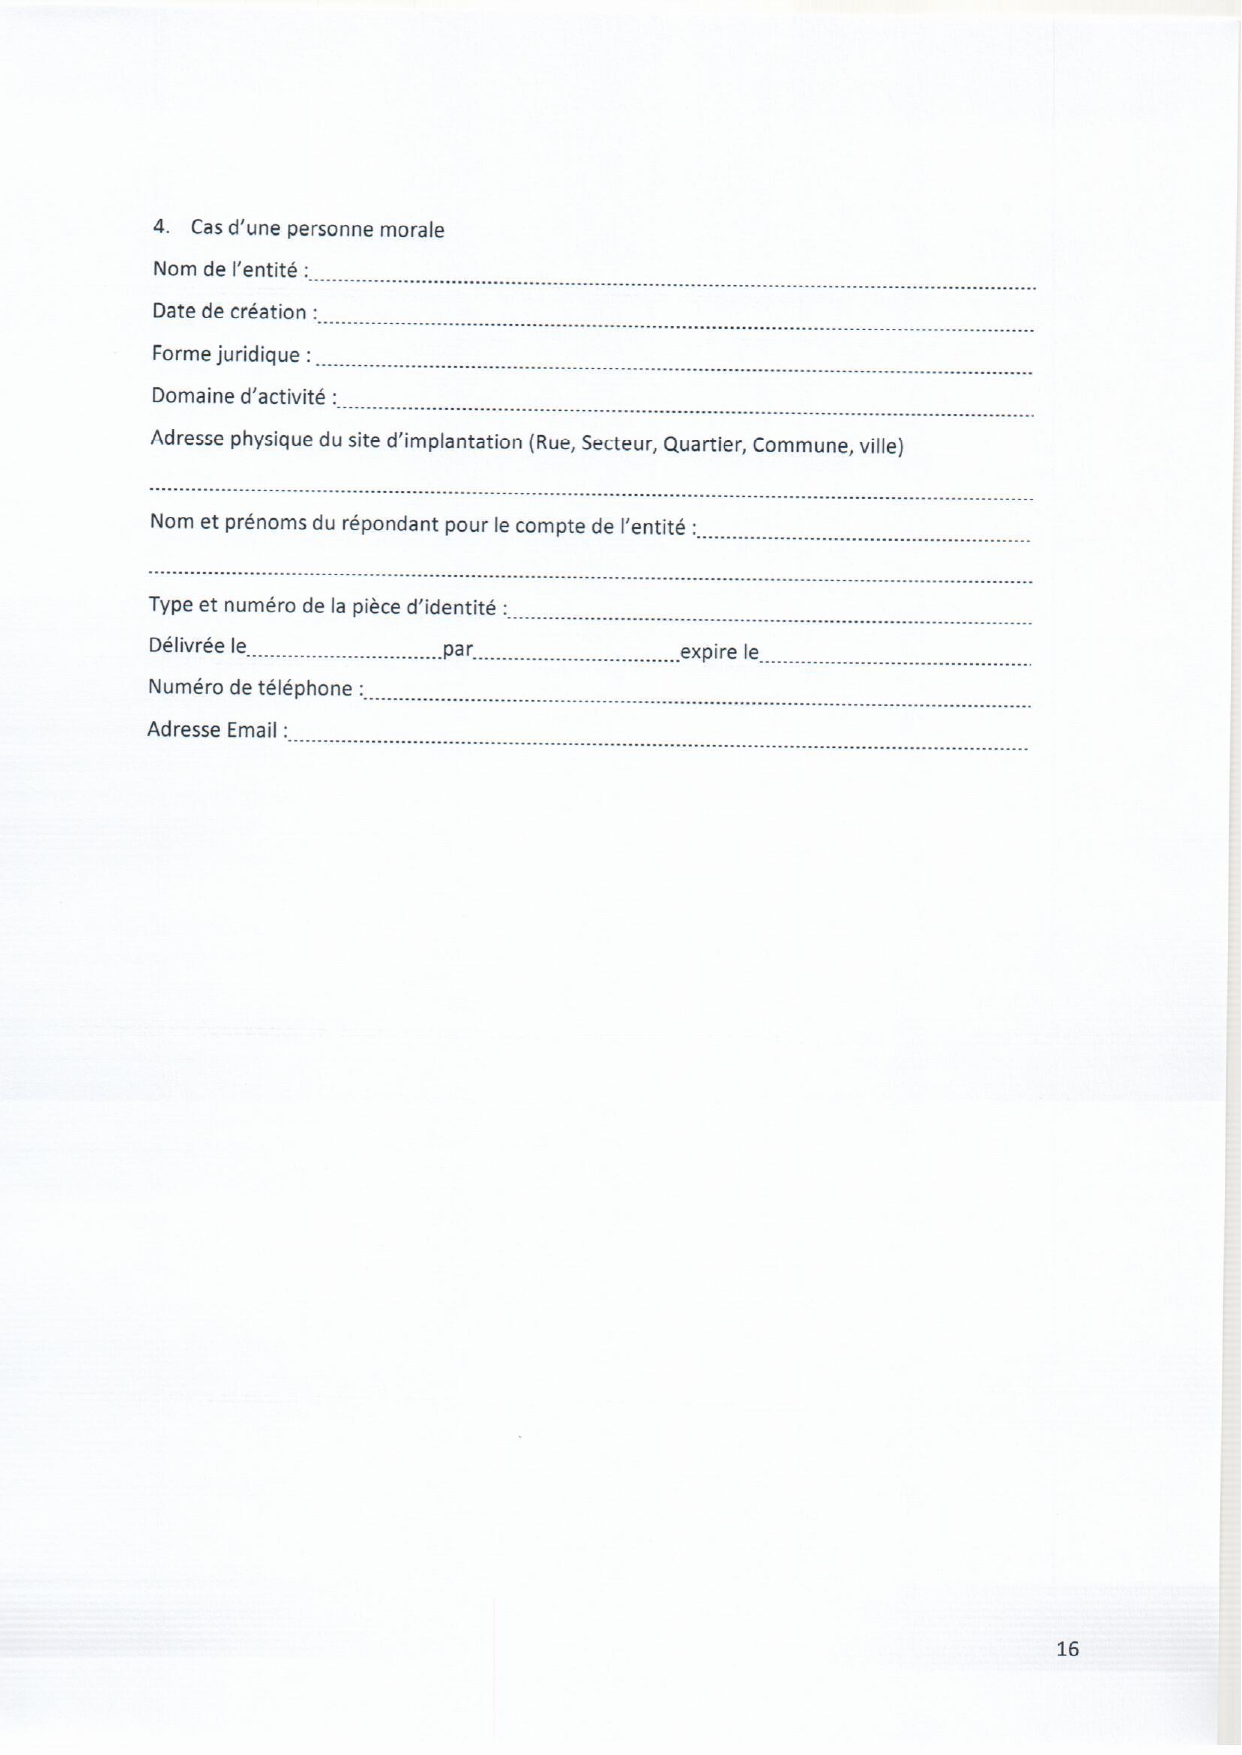 4. Cas d'une personne morale
Nom de l'entité :
Date de création :
Forme juridique :
Domaine d'activité :
Adresse physique du site d'implantation (Rue, Secteur, Quartier, Commune, ville)
Nom et prénoms du répondant pour le compte de l'entité :
Type et numéro de la pièce d'identité :
Délivrée le par expire le
Numéro de téléphone :
Adresse Email :
16